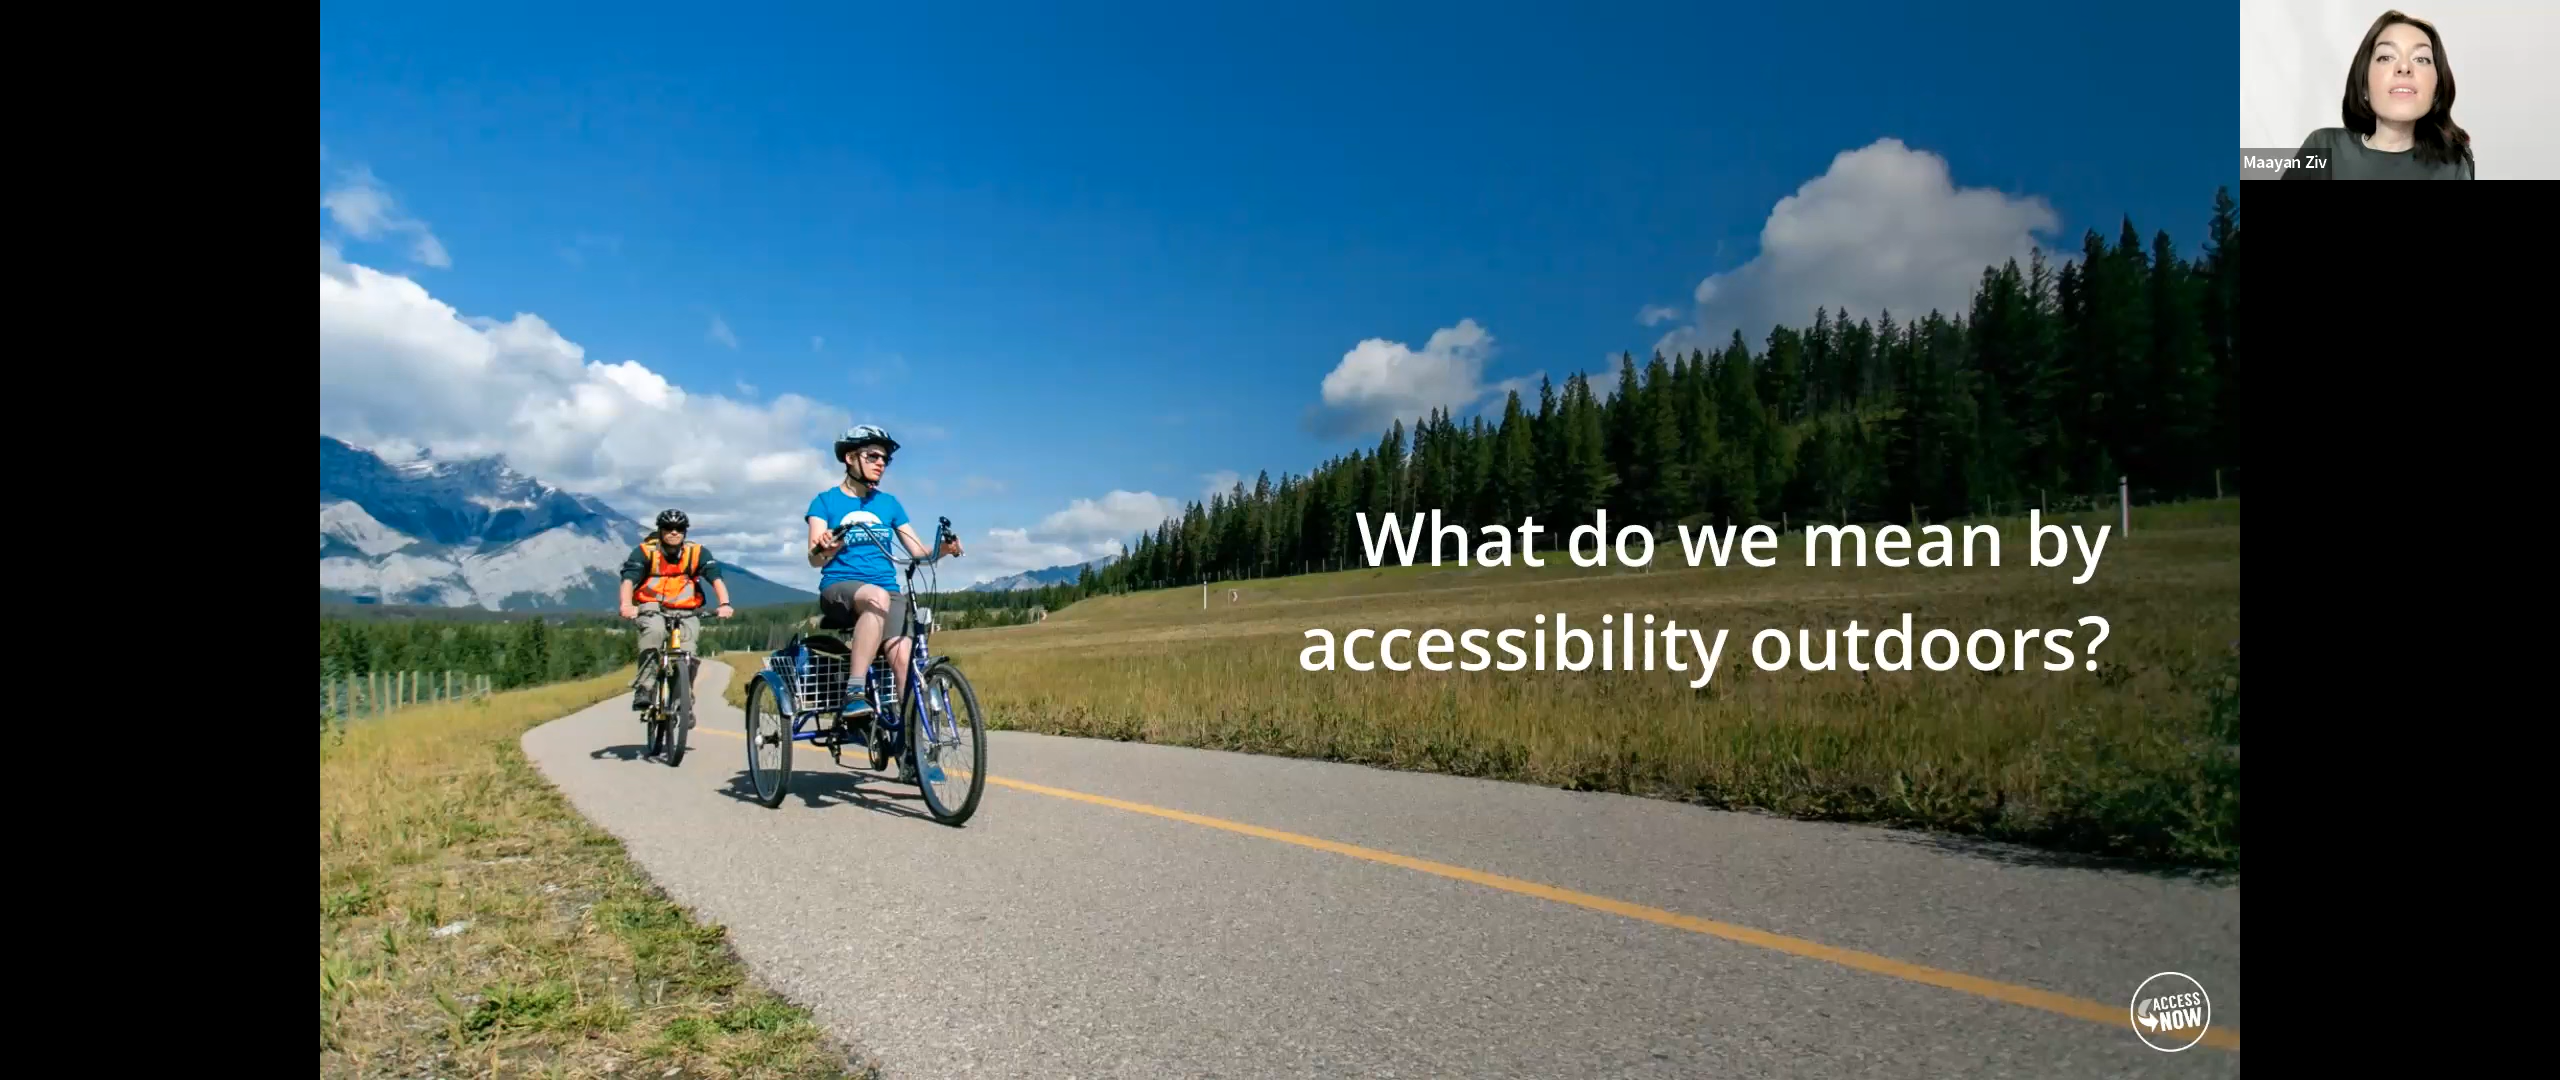 Maayan Ziv
What do we mean by
accessibility outdoors?
ACCESS
NOW